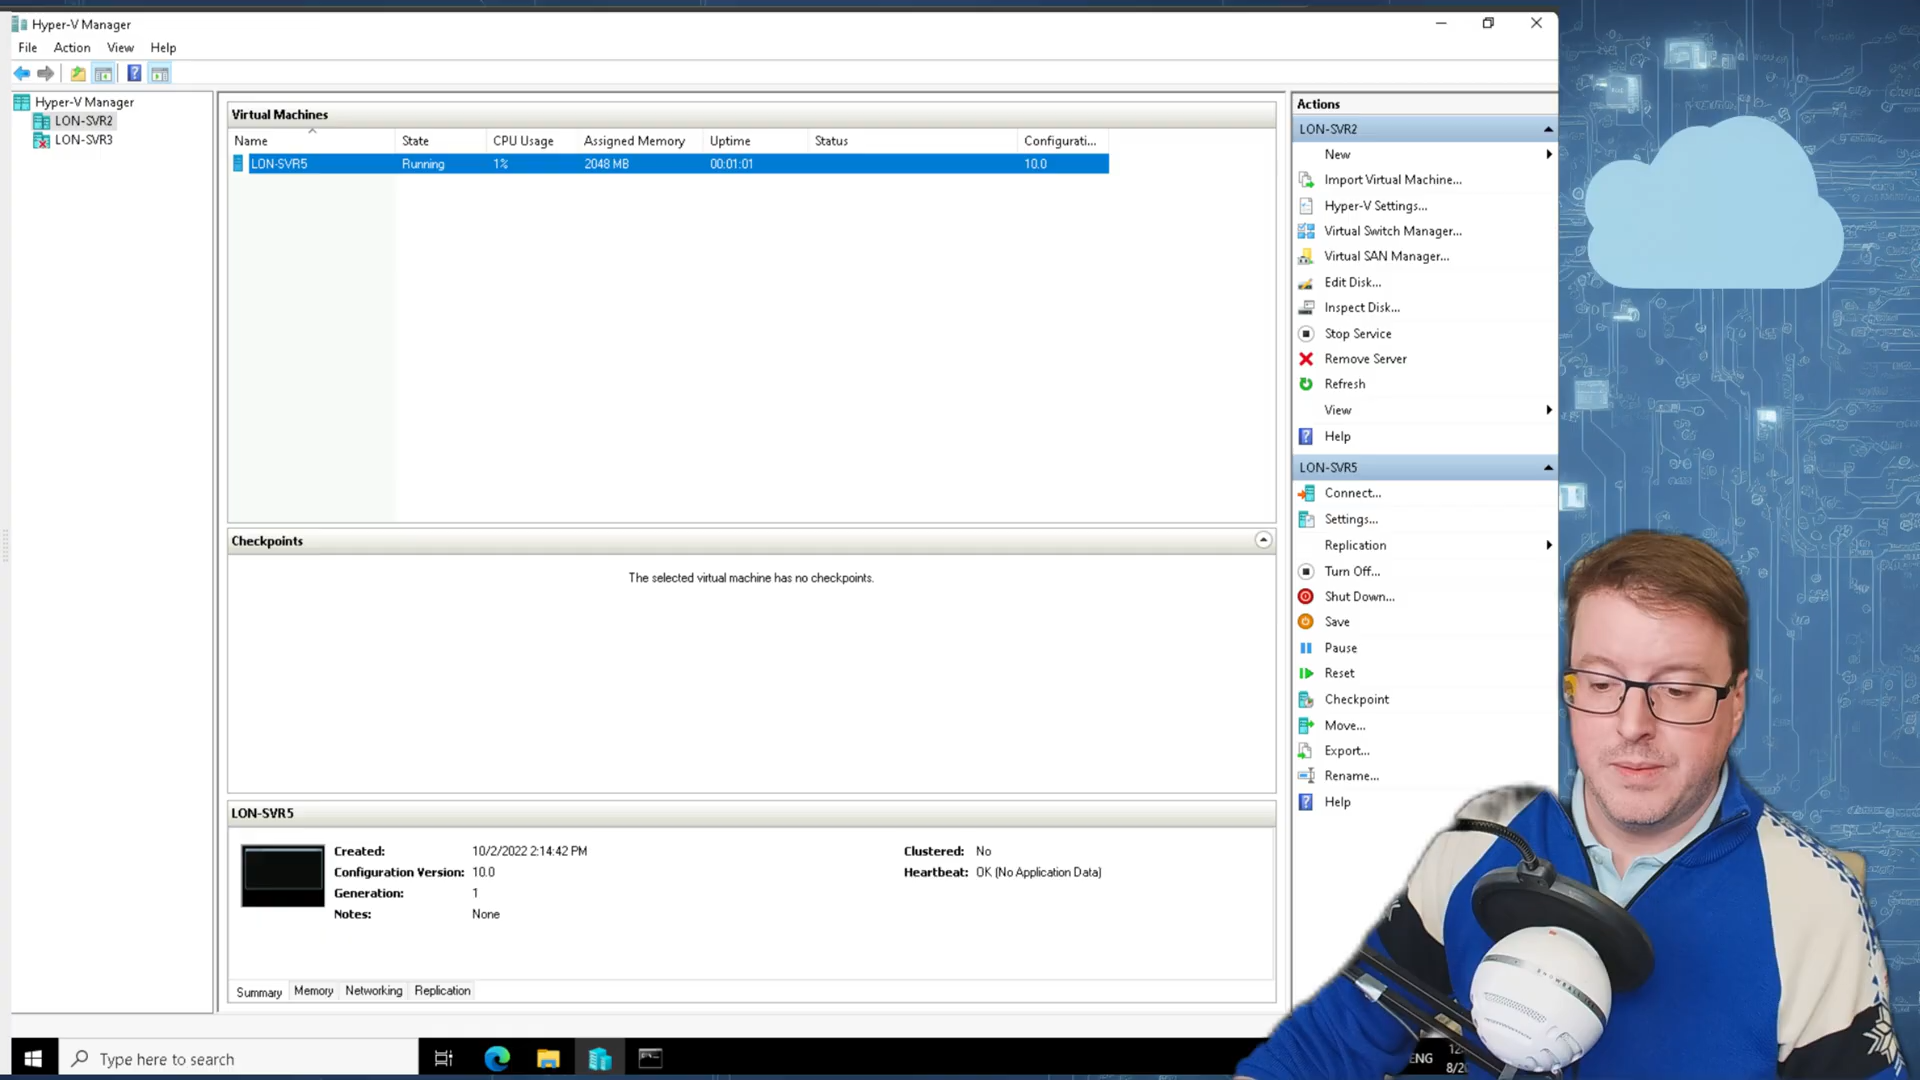 Hyper-V Manager
File Action View Help
Hyper-V Manager
LON-SVR2
LON-SVR3
Virtual Machines
Name State CPU Usage Assigned Memory Uptime Status Configurati...
LON-SVR5 Running 1% 2048 MB 00:01:01 10.0
Checkpoints
The selected virtual machine has no checkpoints.
LON-SVR5
Created: 10/2/2022 2:14:42 PM Clustered: No
Configuration Version: 10.0 Heartbeat: OK (No Application Data)
Generation: 1
Notes: None
Summary Memory Networking Replication
Actions
LON-SVR2
New
Import Virtual Machine...
Hyper-V Settings...
Virtual Switch Manager...
Virtual SAN Manager...
Edit Disk...
Inspect Disk...
Stop Service
Remove Server
Refresh
View
Help
LON-SVR5
Connect...
Settings...
Replication
Turn Off...
Shut Down...
Save
Pause
Reset
Checkpoint
Move...
Export...
Rename...
Help
Type here to search
ENG